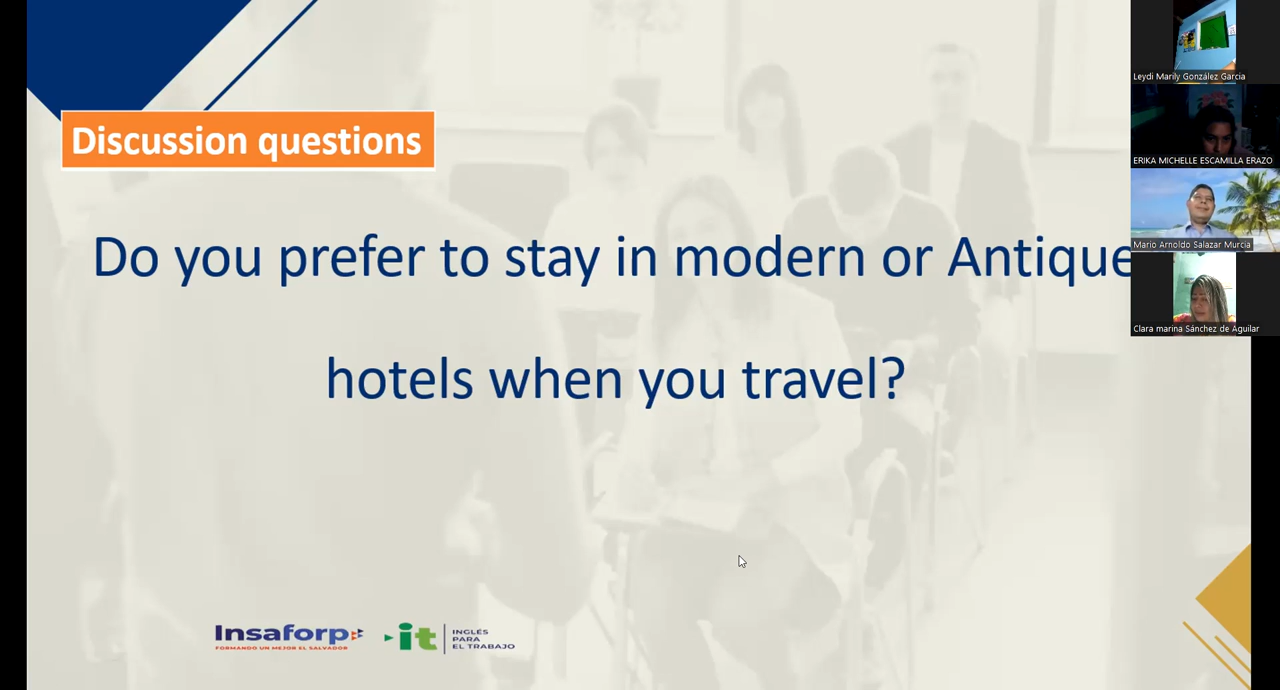 Discussion questions
Do you prefer to stay in modern or Antique
hotels when you travel?
Leydi Marily González Garcia
ERIKA MICHELLE ESCAMILLA ERAZO
Mario Arnoldo Salazar Murcia
Clara marina Sánchez de Aguilar
Insaforp
FORMANDO UN MEJOR EL SALVADOR
it
INGLÉS
PARA
EL TRABAJO